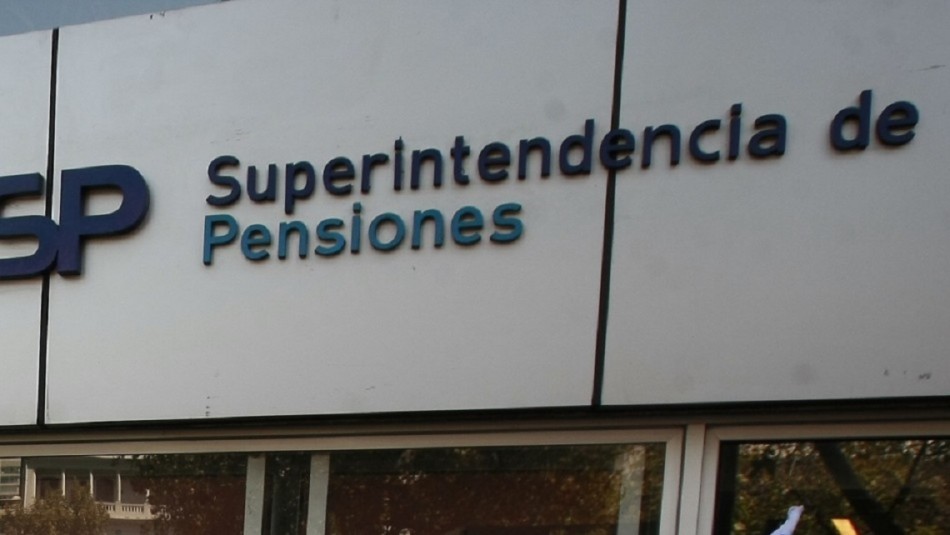 SP
Superintendencia de
Pensiones